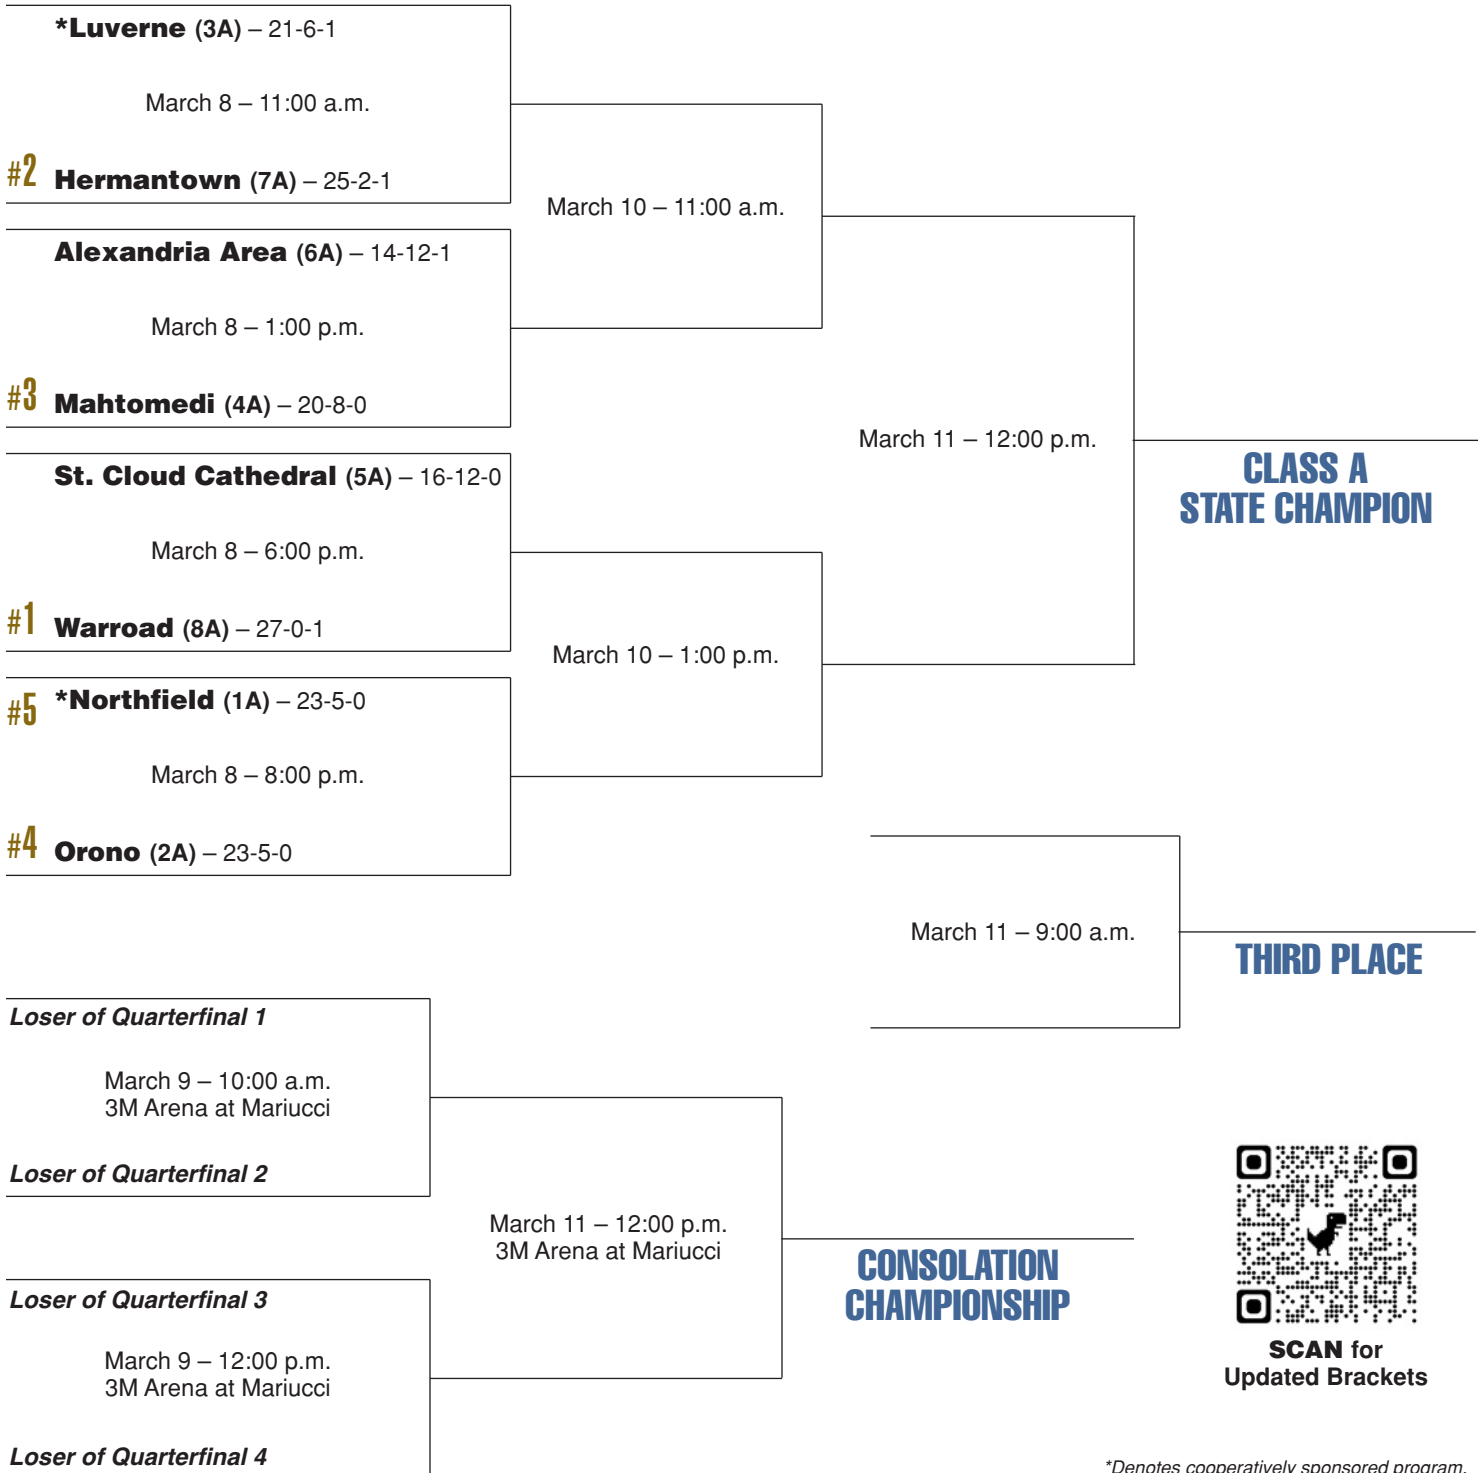 *Luverne (3A) – 21-6-1
March 8 – 11:00 a.m.
#2 Hermantown (7A) – 25-2-1
March 10 – 11:00 a.m.
Alexandria Area (6A) – 14-12-1
March 8 – 1:00 p.m.
#3 Mahtomedi (4A) – 20-8-0
March 11 – 12:00 p.m.
CLASS A
STATE CHAMPION
St. Cloud Cathedral (5A) – 16-12-0
March 8 – 6:00 p.m.
#1 Warroad (8A) – 27-0-1
March 10 – 1:00 p.m.
#5 *Northfield (1A) – 23-5-0
March 8 – 8:00 p.m.
#4 Orono (2A) – 23-5-0
March 11 – 9:00 a.m.
THIRD PLACE
Loser of Quarterfinal 1
March 9 – 10:00 a.m.
3M Arena at Mariucci
Loser of Quarterfinal 2
March 11 – 12:00 p.m.
3M Arena at Mariucci
CONSOLATION
CHAMPIONSHIP
Loser of Quarterfinal 3
March 9 – 12:00 p.m.
3M Arena at Mariucci
Loser of Quarterfinal 4
SCAN for
Updated Brackets
*Denotes cooperatively sponsored program.